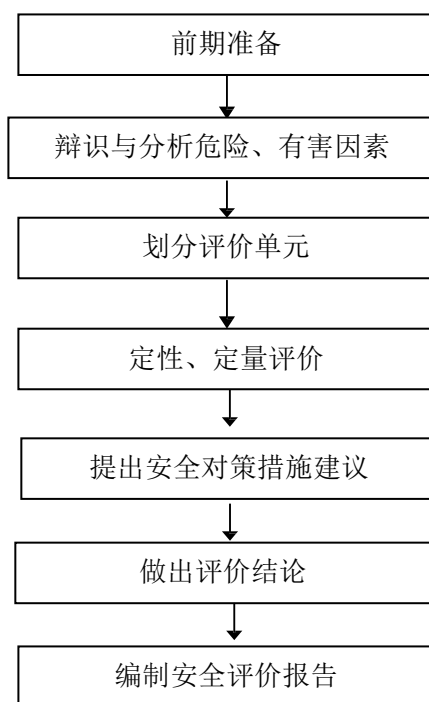 前期准备
辩识与分析危险、有害因素
划分评价单元
定性、定量评价
提出安全对策措施建议
做出评价结论
编制安全评价报告